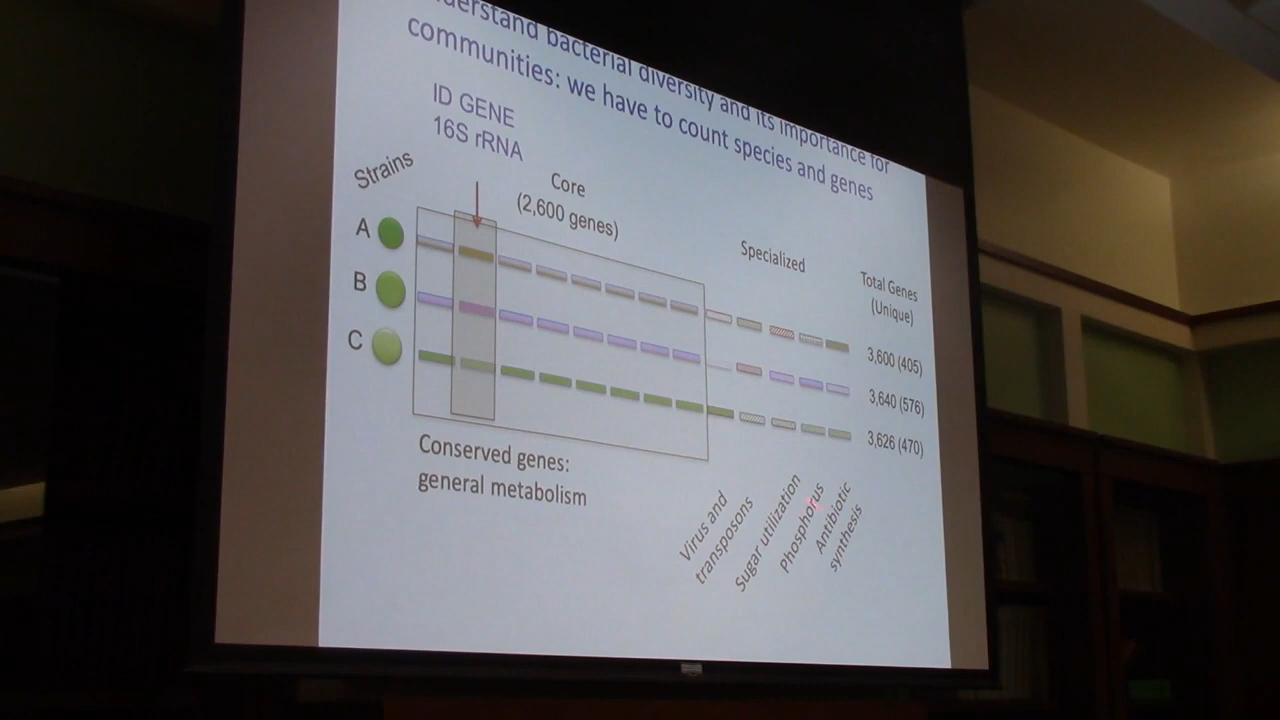 understand bacterial diversity and its importance for
communities: we have to count species and genes
ID GENE
16S rRNA
Strains
Core
(2,600 genes)
Specialized
Total Genes
(Unique)
A
3,600 (405)
B
3,640 (576)
C
3,626 (470)
Conserved genes:
general metabolism
Virus and
transposons
Sugar utilization
Phosphorus
Antibiotic
synthesis